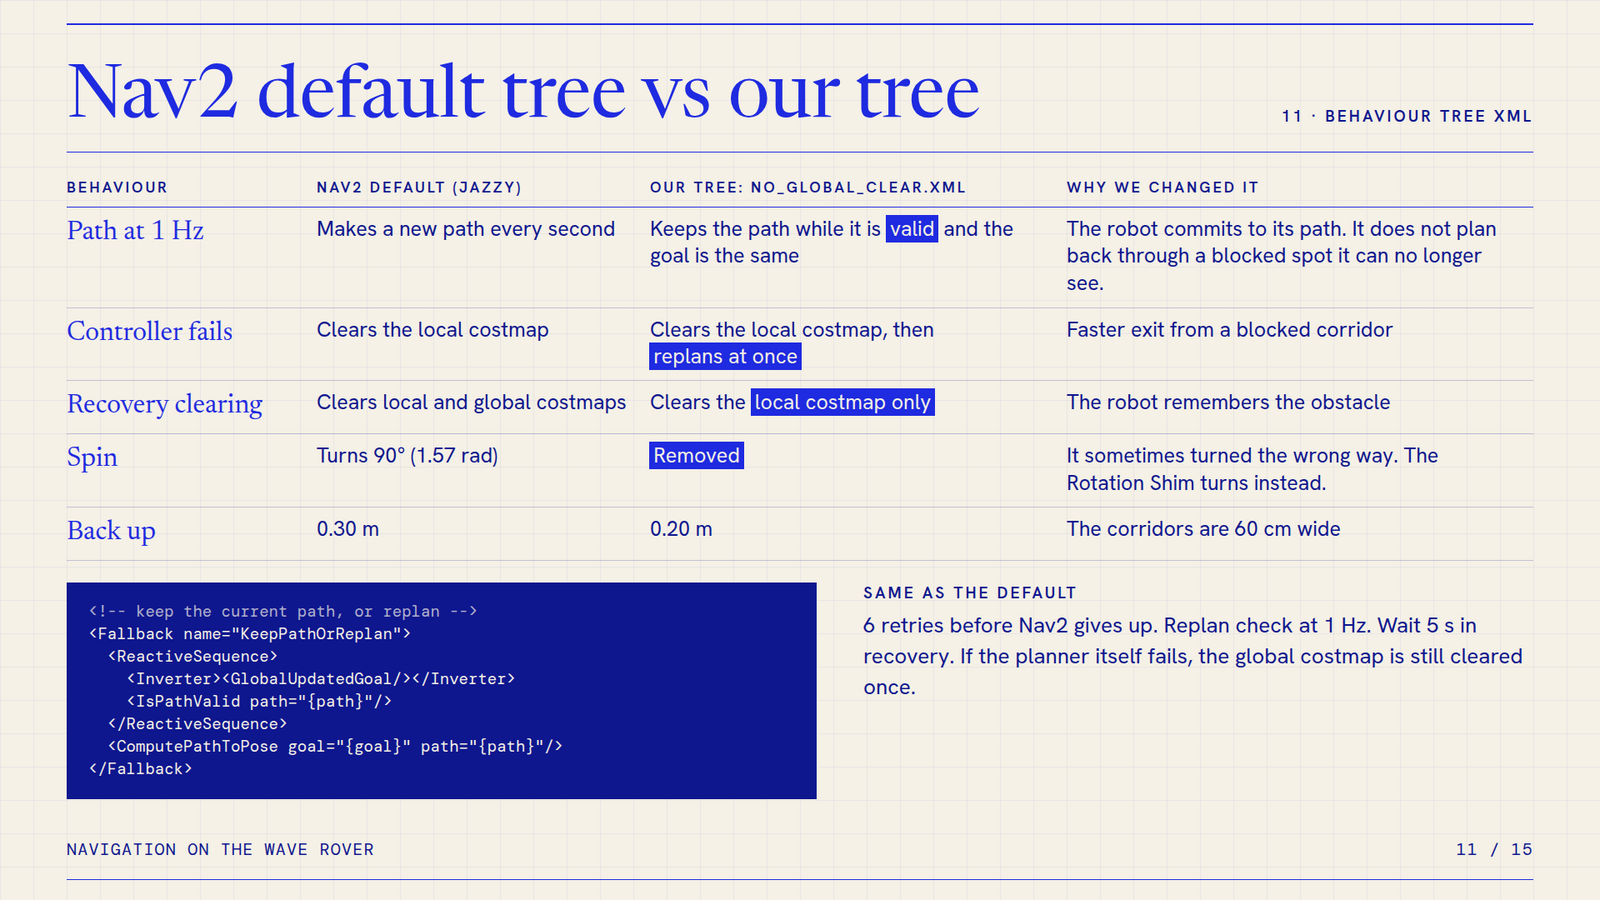 Nav2 default tree vs our tree
11 · BEHAVIOUR TREE XML
BEHAVIOUR
NAV2 DEFAULT (JAZZY)
OUR TREE: NO_GLOBAL_CLEAR.XML
WHY WE CHANGED IT
Path at 1 Hz
Makes a new path every second
Keeps the path while it is valid and the
goal is the same
The robot commits to its path. It does not plan
back through a blocked spot it can no longer
see.
Controller fails
Clears the local costmap
Clears the local costmap, then
replans at once
Faster exit from a blocked corridor
Recovery clearing
Clears local and global costmaps
Clears the local costmap only
The robot remembers the obstacle
Spin
Turns 90° (1.57 rad)
Removed
It sometimes turned the wrong way. The
Rotation Shim turns instead.
Back up
0.30 m
0.20 m
The corridors are 60 cm wide
<!-- keep the current path, or replan -->
<Fallback name="KeepPathOrReplan">
  <ReactiveSequence>
    <Inverter><GlobalUpdatedGoal/></Inverter>
    <IsPathValid path="{path}"/>
  </ReactiveSequence>
  <ComputePathToPose goal="{goal}" path="{path}"/>
</Fallback>
SAME AS THE DEFAULT
6 retries before Nav2 gives up. Replan check at 1 Hz. Wait 5 s in
recovery. If the planner itself fails, the global costmap is still cleared
once.
NAVIGATION ON THE WAVE ROVER
11 / 15